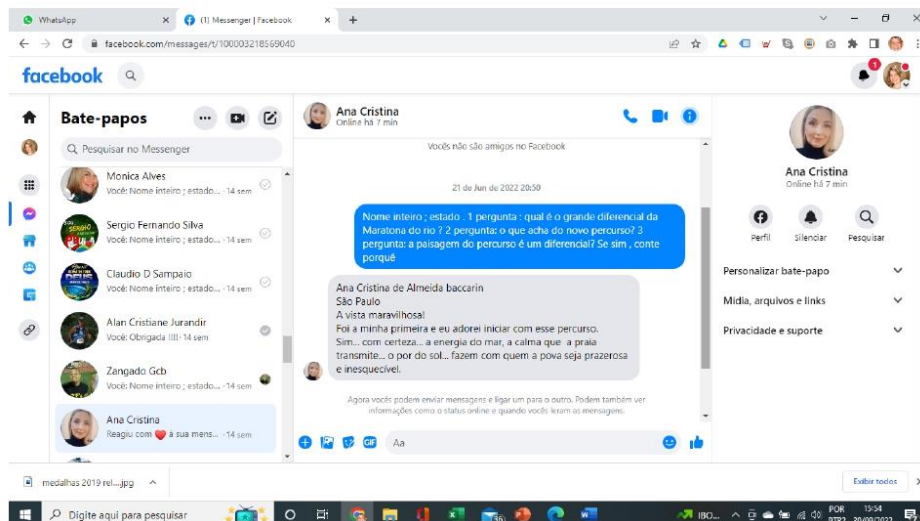 WhatsApp
(1) Messenger | Facebook
facebook.com/messages/t/100003218569040
facebook
1
Bate-papos
Pesquisar no Messenger
Monica Alves
Você: Nome inteiro ; estado... · 14 sem
Sergio Fernando Silva
Você: Nome inteiro ; estado... · 14 sem
Claudio D Sampaio
Você: Nome inteiro ; estado... · 14 sem
Alan Cristiane Jurandir
Você: Obrigada !!!! · 14 sem
Zangado Gcb
Você: Nome inteiro ; estado... · 14 sem
Ana Cristina
Reagiu com ❤ à sua mens... · 14 sem
Ana Cristina
Online há 7 min
Vocês não são amigos no Facebook
21 de Jun de 2022 20:50
Nome inteiro ; estado . 1 pergunta : qual é o grande diferencial da
Maratona do rio ? 2 pergunta: o que acha do novo percurso? 3
pergunta: a paisagem do percurso é um diferencial? Se sim , conte
porquê
Ana Cristina de Almeida baccarin
São Paulo
A vista maravilhosa!
Foi a minha primeira e eu adorei iniciar com esse percurso.
Sim... com certeza... a energia do mar, a calma que a praia
transmite... o por do sol... fazem com quem a pova seja prazerosa
e inesquecível.
Agora vocês podem enviar mensagens e ligar um para o outro. Podem também ver
informações como o status online e quando vocês leram as mensagens.
GIF
Aa
Ana Cristina
Online há 7 min
Perfil
Silenciar
Pesquisar
Personalizar bate-papo
Mídia, arquivos e links
Privacidade e suporte
medalhas 2019 rel....jpg
Exibir todos
Digite aqui para pesquisar
IBO...
POR
PTB2
15:54
20/09/2022